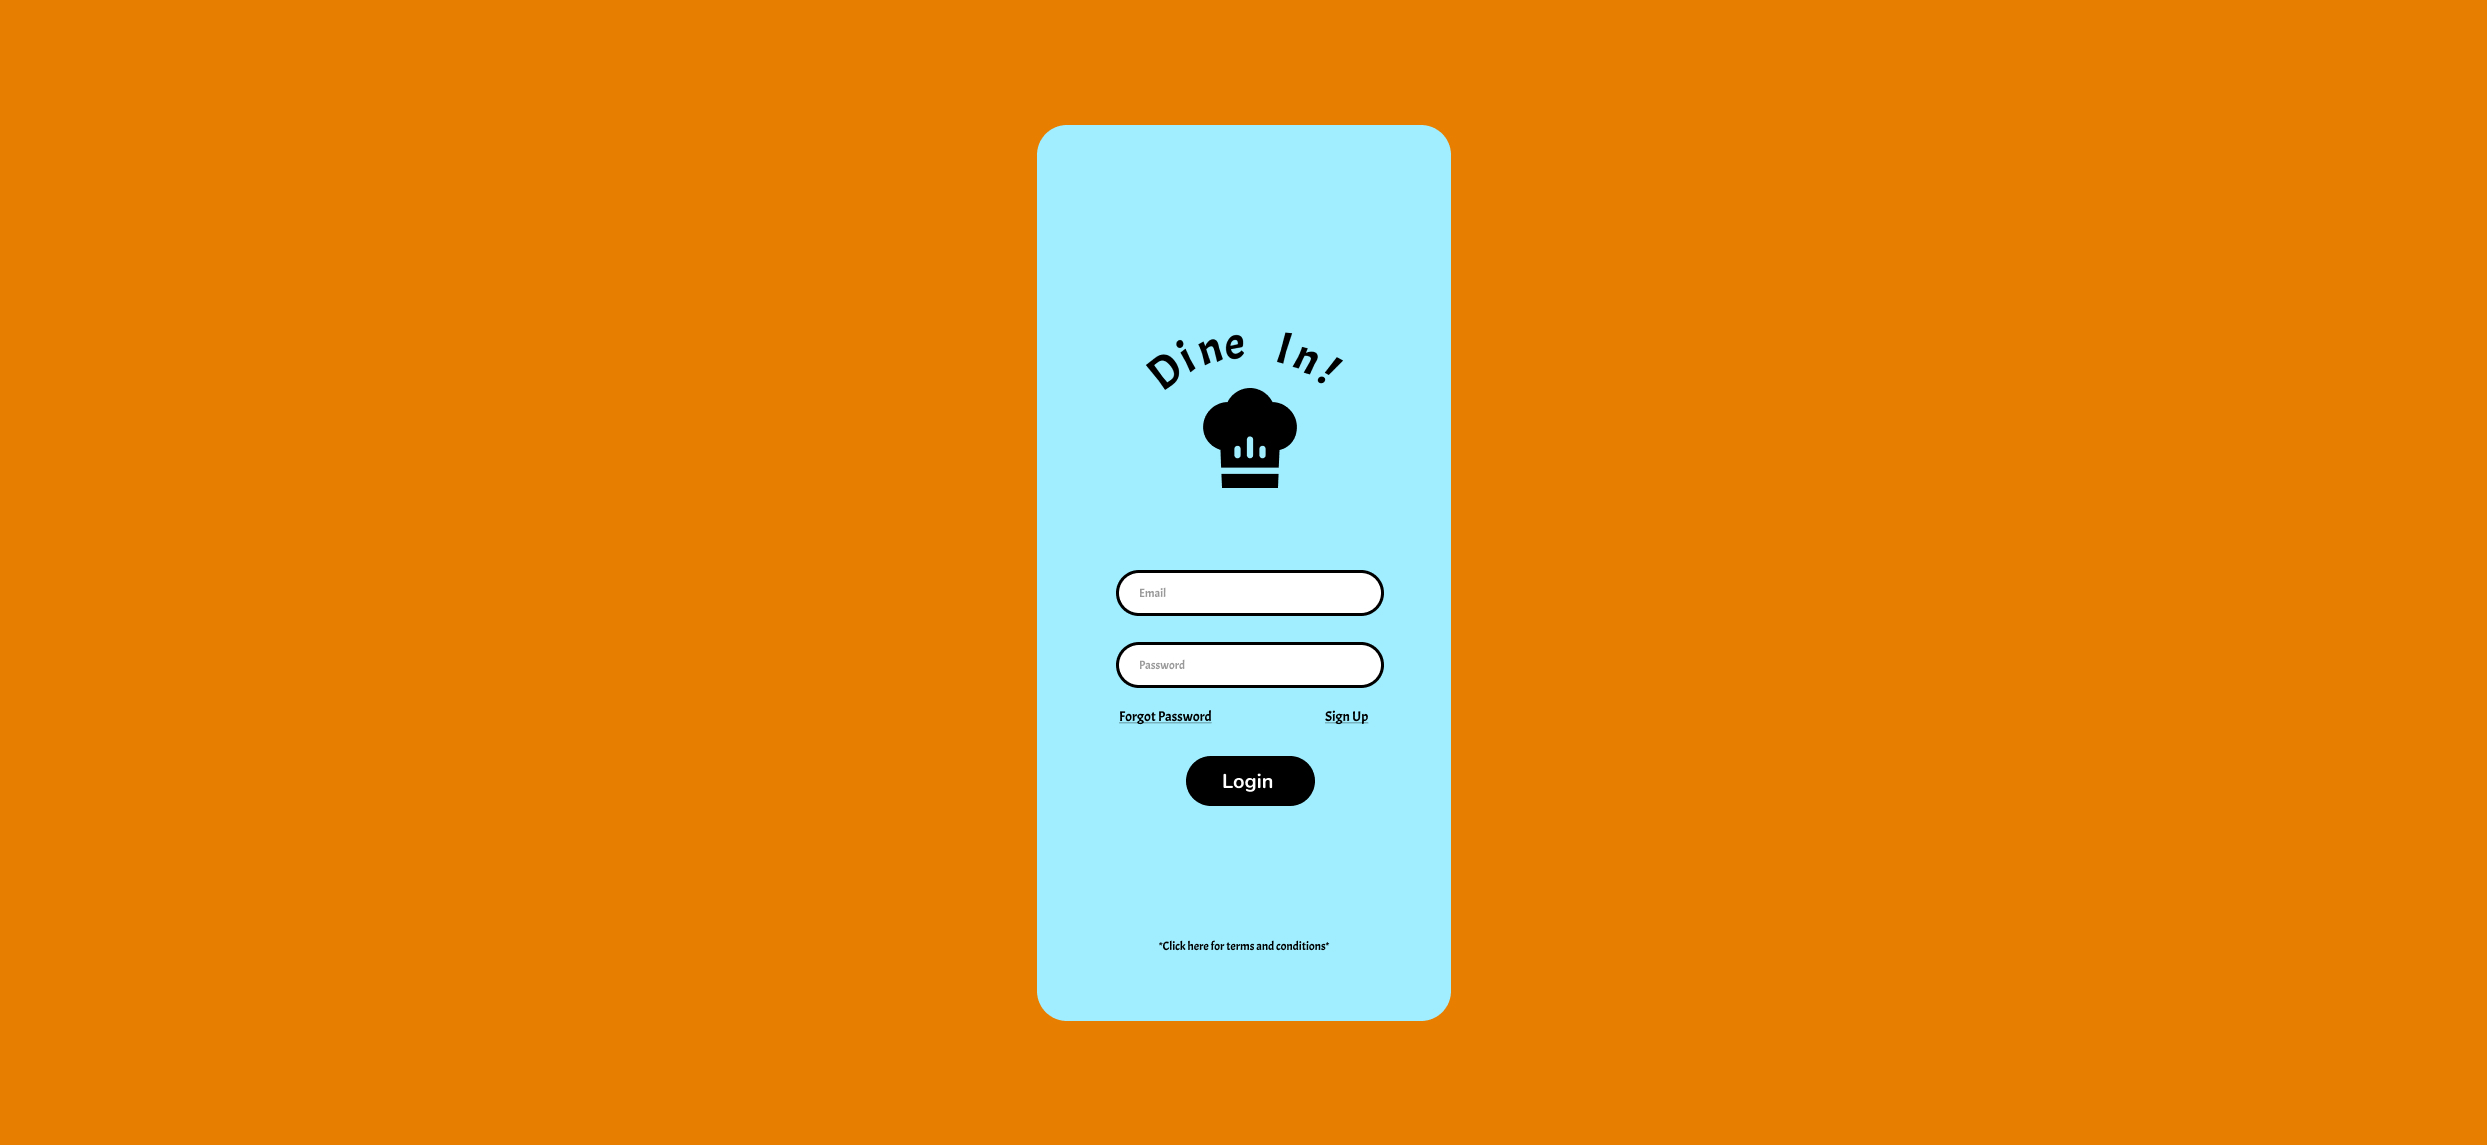 Dine In!
Email
Password
Forgot Password Sign Up
Login
*Click here for terms and conditions*